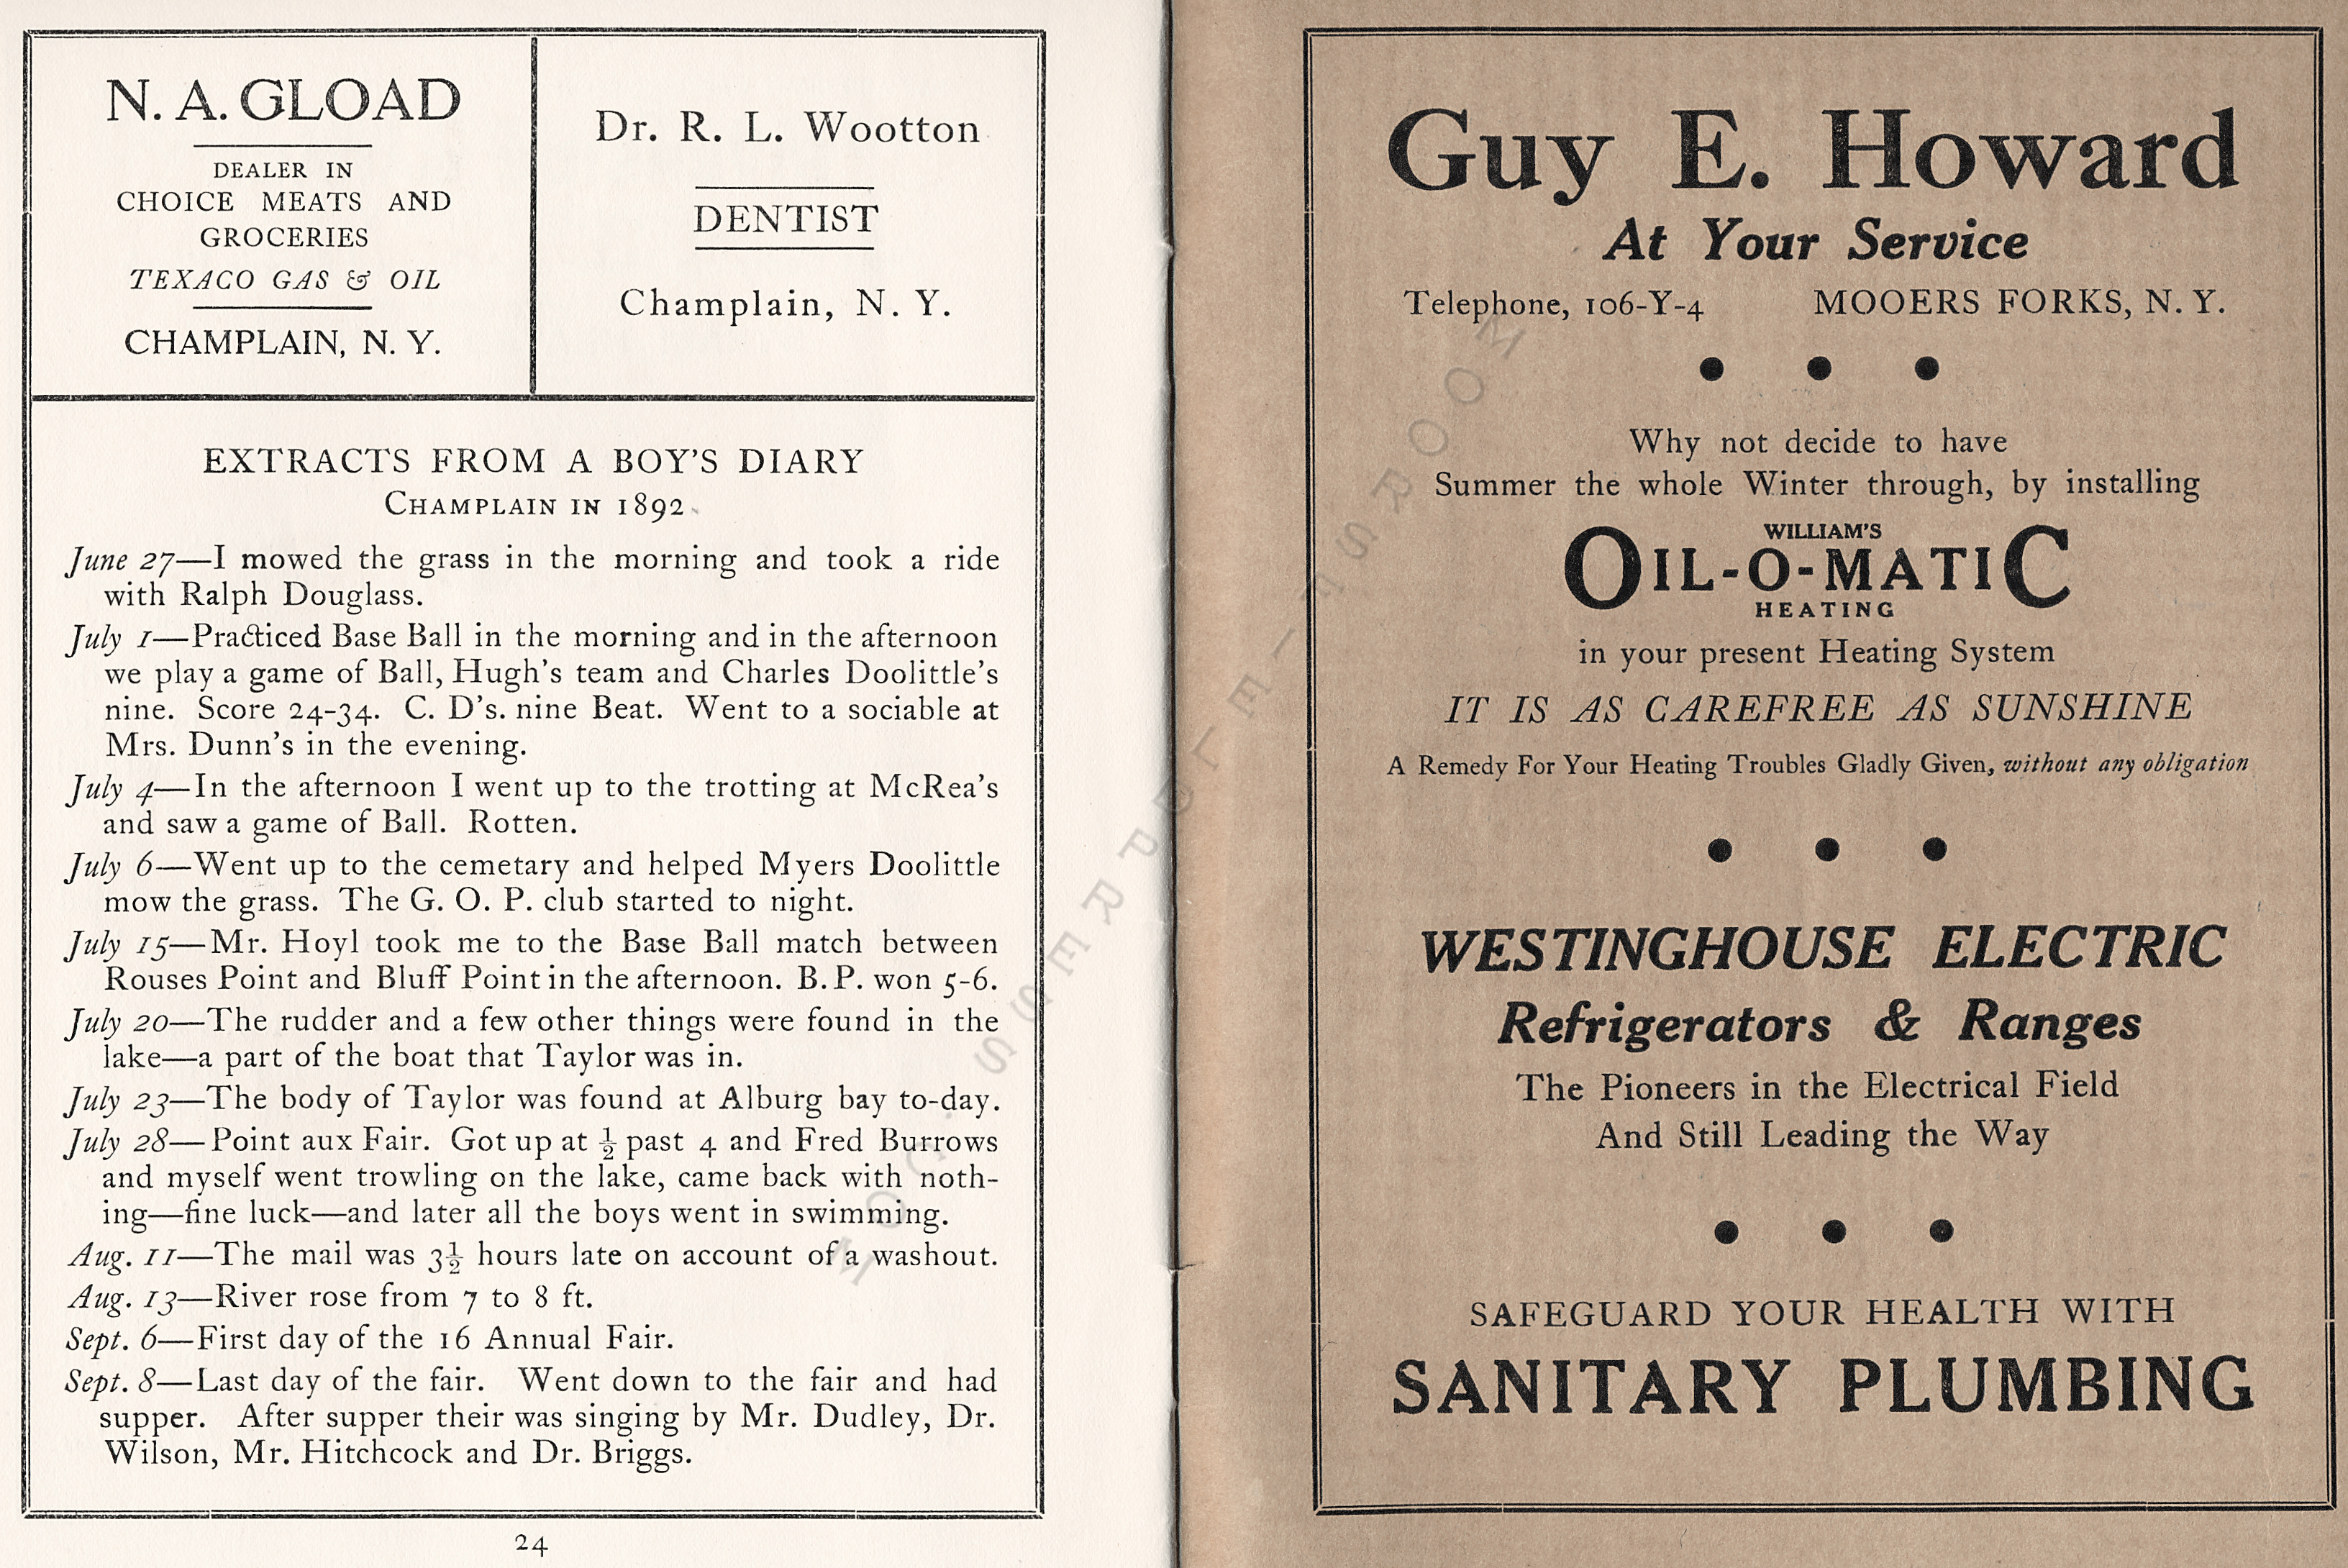 N. A. GLOAD
DEALER IN
CHOICE MEATS AND
GROCERIES
TEXACO GAS & OIL
CHAMPLAIN, N. Y.
Dr. R. L. Wootton
DENTIST
Champlain, N. Y.
EXTRACTS FROM A BOY'S DIARY
CHAMPLAIN IN 1892
June 27—I mowed the grass in the morning and took a ride
with Ralph Douglass.
July 1—Practiced Base Ball in the morning and in the afternoon
we play a game of Ball, Hugh's team and Charles Doolittle's
nine. Score 24-34. C. D's. nine Beat. Went to a sociable at
Mrs. Dunn's in the evening.
July 4—In the afternoon I went up to the trotting at McRea's
and saw a game of Ball. Rotten.
July 6—Went up to the cemetary and helped Myers Doolittle
mow the grass. The G. O. P. club started to night.
July 15—Mr. Hoyl took me to the Base Ball match between
Rouses Point and Bluff Point in the afternoon. B. P. won 5-6.
July 20—The rudder and a few other things were found in the
lake—a part of the boat that Taylor was in.
July 23—The body of Taylor was found at Alburg bay to-day.
July 28—Point aux Fair. Got up at ½ past 4 and Fred Burrows
and myself went trowling on the lake, came back with noth-
ing—fine luck—and later all the boys went in swimming.
Aug. 11—The mail was 3½ hours late on account of a washout.
Aug. 13—River rose from 7 to 8 ft.
Sept. 6—First day of the 16 Annual Fair.
Sept. 8—Last day of the fair. Went down to the fair and had
supper. After supper their was singing by Mr. Dudley, Dr.
Wilson, Mr. Hitchcock and Dr. Briggs.
24
Guy E. Howard
At Your Service
Telephone, 106-Y-4 MOOERS FORKS, N. Y.
Why not decide to have
Summer the whole Winter through, by installing
WILLIAM'S
OIL-O-MATIC
HEATING
in your present Heating System
IT IS AS CAREFREE AS SUNSHINE
A Remedy For Your Heating Troubles Gladly Given, without any obligation
WESTINGHOUSE ELECTRIC
Refrigerators & Ranges
The Pioneers in the Electrical Field
And Still Leading the Way
SAFEGUARD YOUR HEALTH WITH
SANITARY PLUMBING